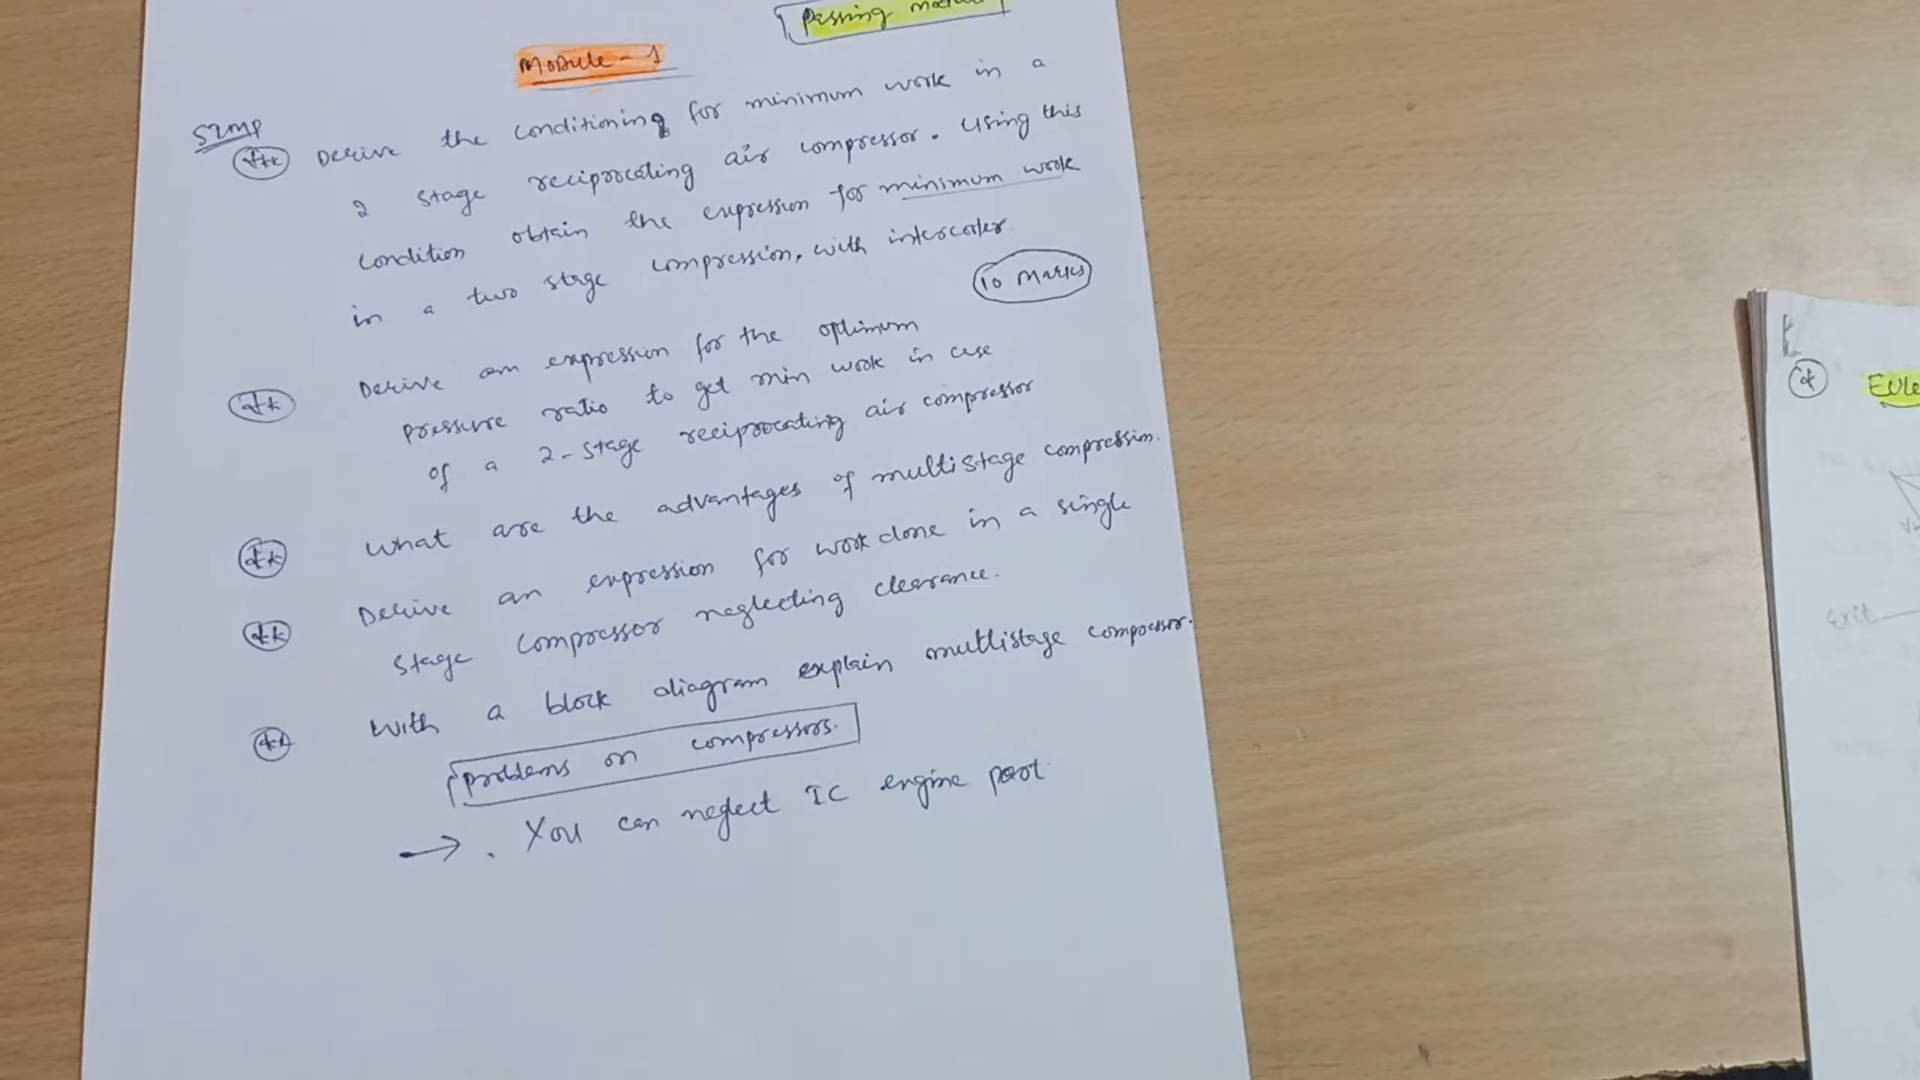 Passing
Module - 1
SIMP
Derive the conditioning for minimum work in a
2 stage reciprocating air compressor. Using this
condition obtain the expression for minimum work
in a two stage compression, with intercooler.
10 Marks
Derive an expression for the optimum
pressure ratio to get min work in case
of a 2-stage reciprocating air compressor
What are the advantages of multistage compression.
Derive an expression for workdone in a single
stage compressor neglecting clearance.
With a block diagram explain multistage compressor.
problems on compressors.
→ . You can neglect IC engine part
Exit